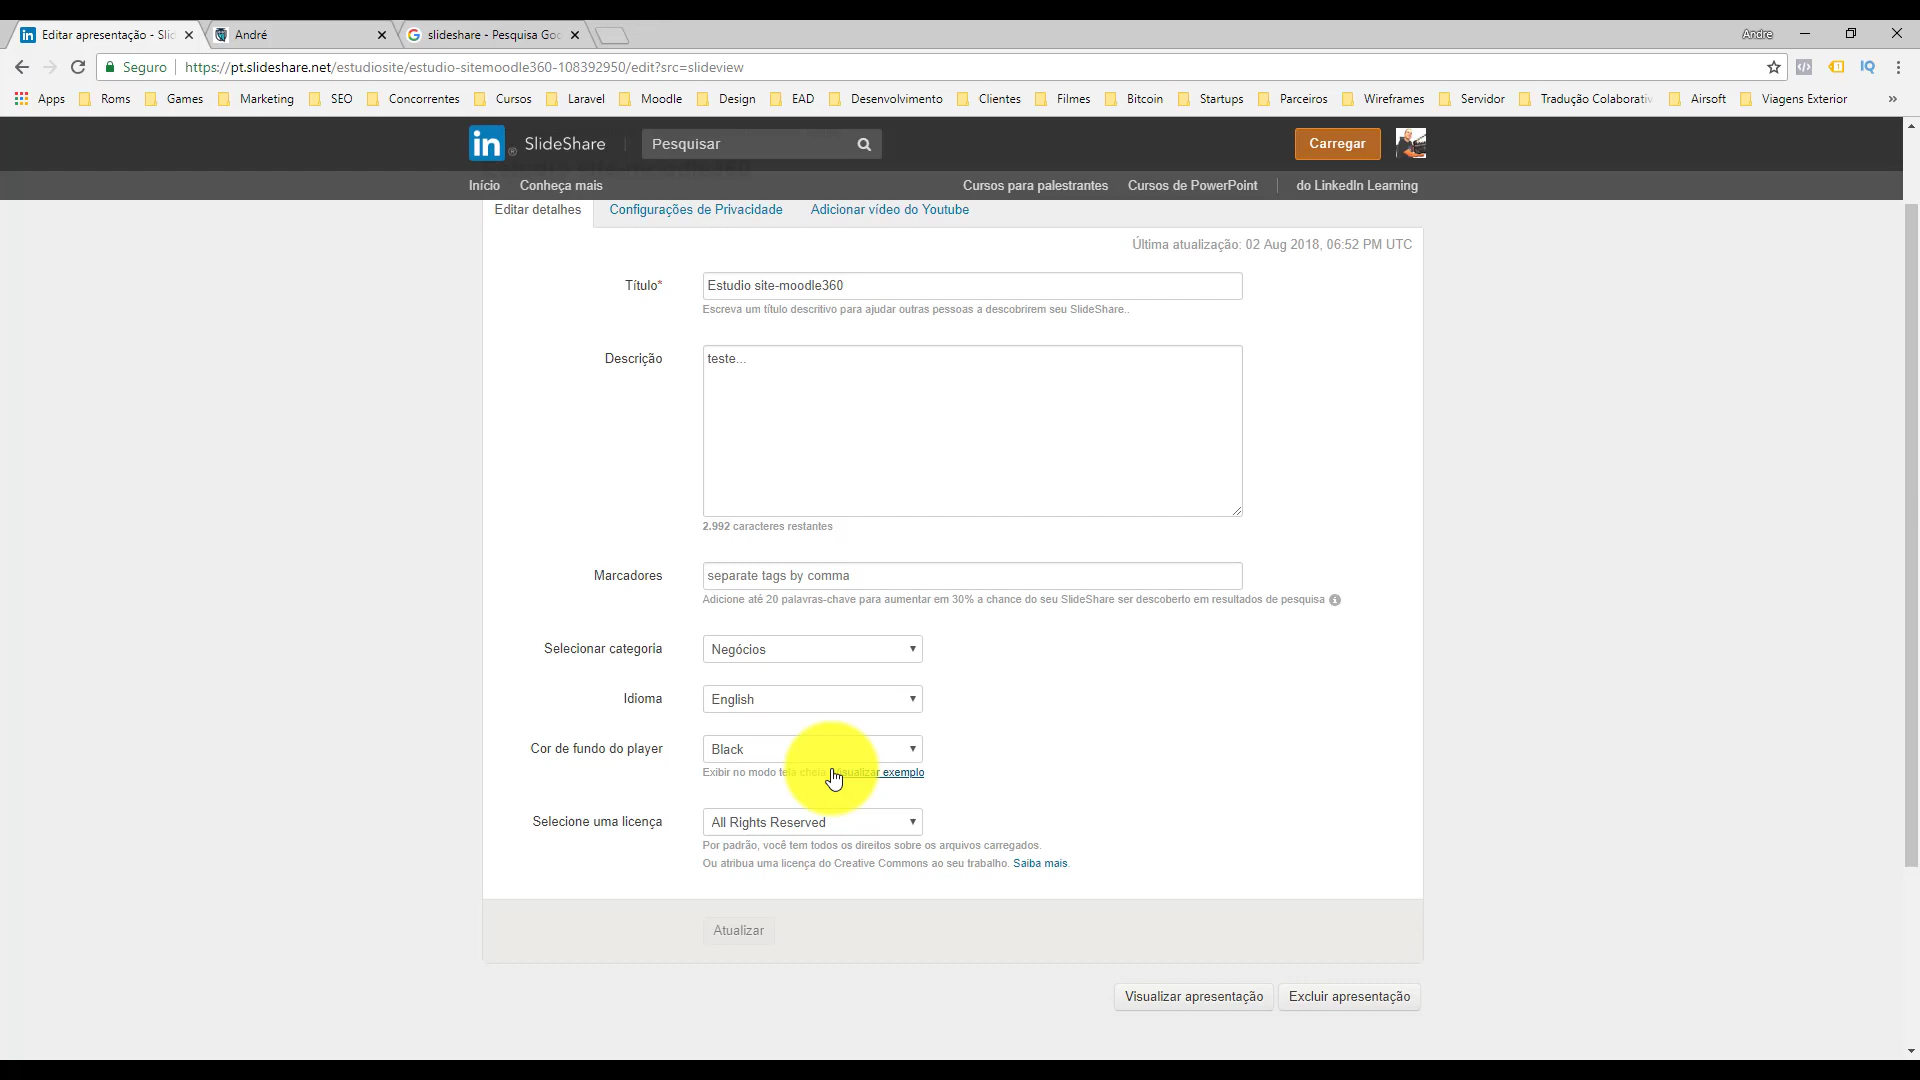 Editar apresentação - Slid
André
slideshare - Pesquisa Goo
Andre
Seguro
https://pt.slideshare.net/estudiosite/estudio-sitemoodle360-108392950/edit?src=slideview
IQ
Apps Roms Games Marketing SEO Concorrentes Cursos Laravel Moodle Design EAD Desenvolvimento Clientes Filmes Bitcoin Startups Parceiros Wireframes Servidor Tradução Colaborativ Airsoft Viagens Exterior »
in SlideShare
Pesquisar
Carregar
Início Conheça mais Cursos para palestrantes Cursos de PowerPoint do LinkedIn Learning
Editar detalhes Configurações de Privacidade Adicionar vídeo do Youtube
Última atualização: 02 Aug 2018, 06:52 PM UTC
Título* Estudio site-moodle360
Escreva um título descritivo para ajudar outras pessoas a descobrirem seu SlideShare..
Descrição teste...
2.992 caracteres restantes
Marcadores separate tags by comma
Adicione até 20 palavras-chave para aumentar em 30% a chance do seu SlideShare ser descoberto em resultados de pesquisa
Selecionar categoria Negócios
Idioma English
Cor de fundo do player Black
Exibir no modo tela cheia. Visualizar exemplo
Selecione uma licença All Rights Reserved
Por padrão, você tem todos os direitos sobre os arquivos carregados.
Ou atribua uma licença do Creative Commons ao seu trabalho. Saiba mais.
Atualizar
Visualizar apresentação Excluir apresentação